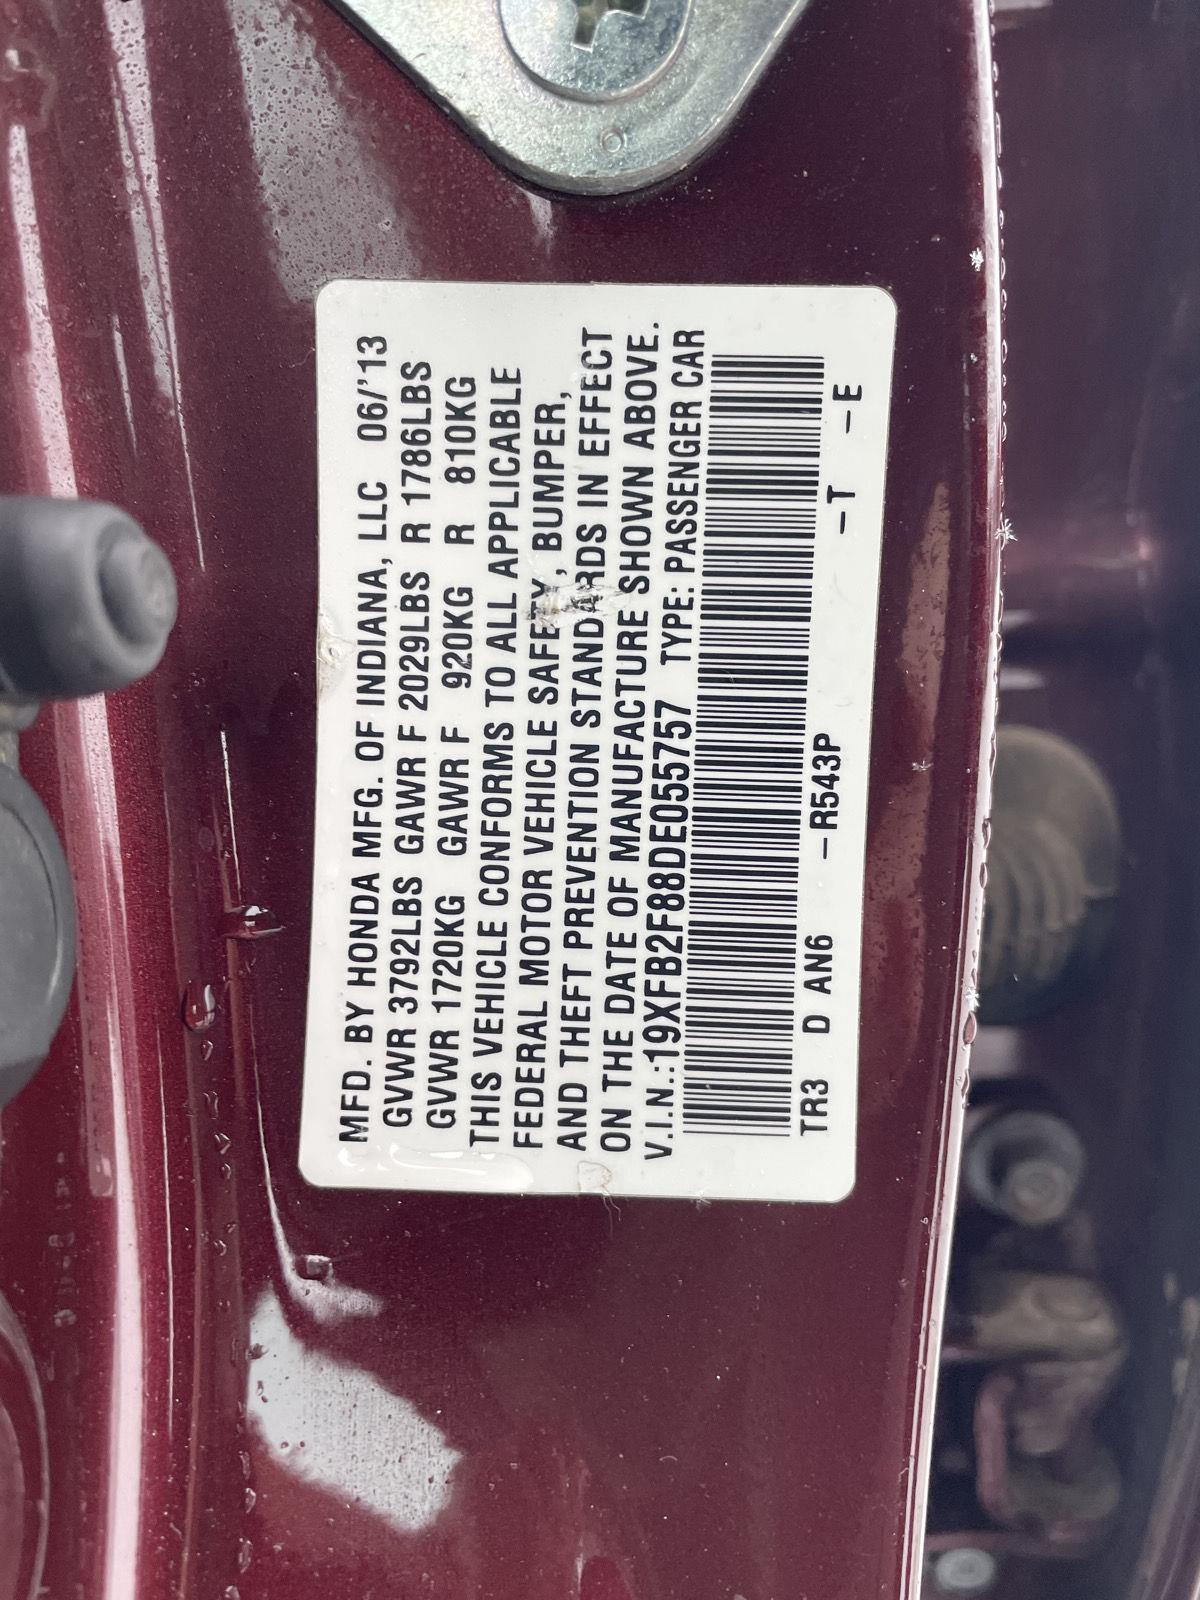 MFD. BY HONDA MFG. OF INDIANA, LLC 06/'13
GVWR 3792LBS GAWR F 2029LBS R 1786LBS
GVWR 1720KG GAWR F 920KG R 810KG
THIS VEHICLE CONFORMS TO ALL APPLICABLE
FEDERAL MOTOR VEHICLE SAFETY, BUMPER,
AND THEFT PREVENTION STANDARDS IN EFFECT
ON THE DATE OF MANUFACTURE SHOWN ABOVE.
V.I.N.:19XFB2F88DE055757 TYPE: PASSENGER CAR
TR3 D AN6 –R543P –T –E